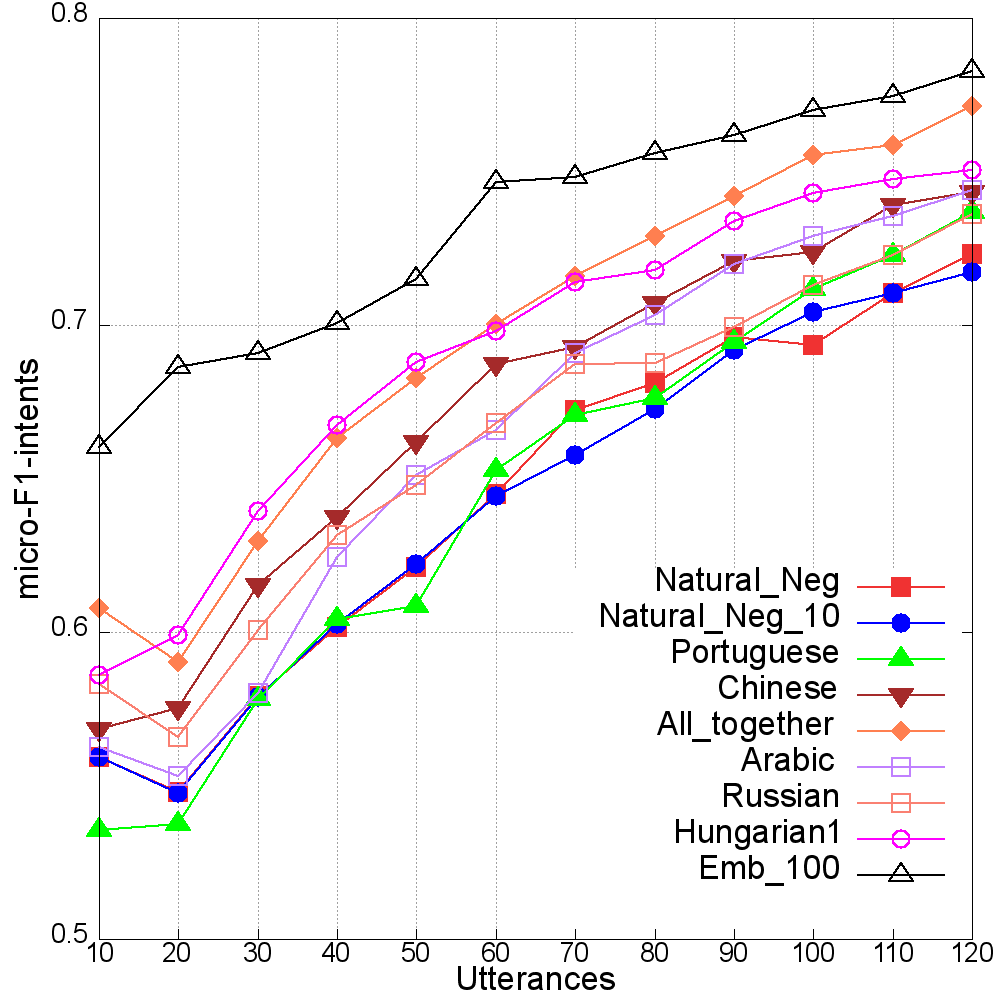 micro-F1-intents
0.8
0.7
0.6
0.5
Natural_Neg
Natural_Neg_10
Portuguese
Chinese
All_together
Arabic
Russian
Hungarian1
Emb_100
10 20 30 40 50 60 70 80 90 100 110 120
Utterances